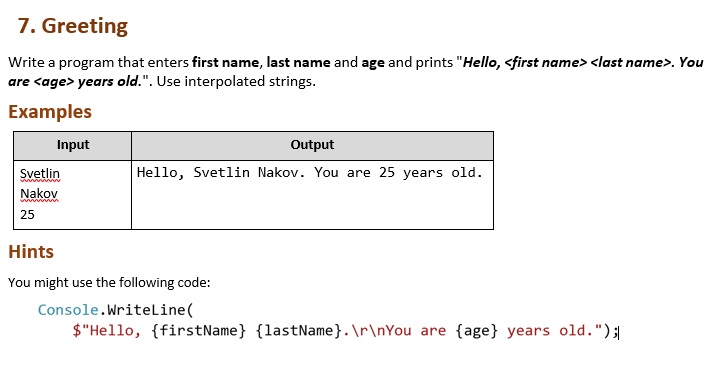 7. Greeting
Write a program that enters first name, last name and age and prints "Hello, <first name> <last name>. You
are <age> years old.". Use interpolated strings.
Examples
Input Output
Svetlin Hello, Svetlin Nakov. You are 25 years old.
Nakov
25
Hints
You might use the following code:
Console.WriteLine(
$"Hello, {firstName} {lastName}.\r\nYou are {age} years old.");